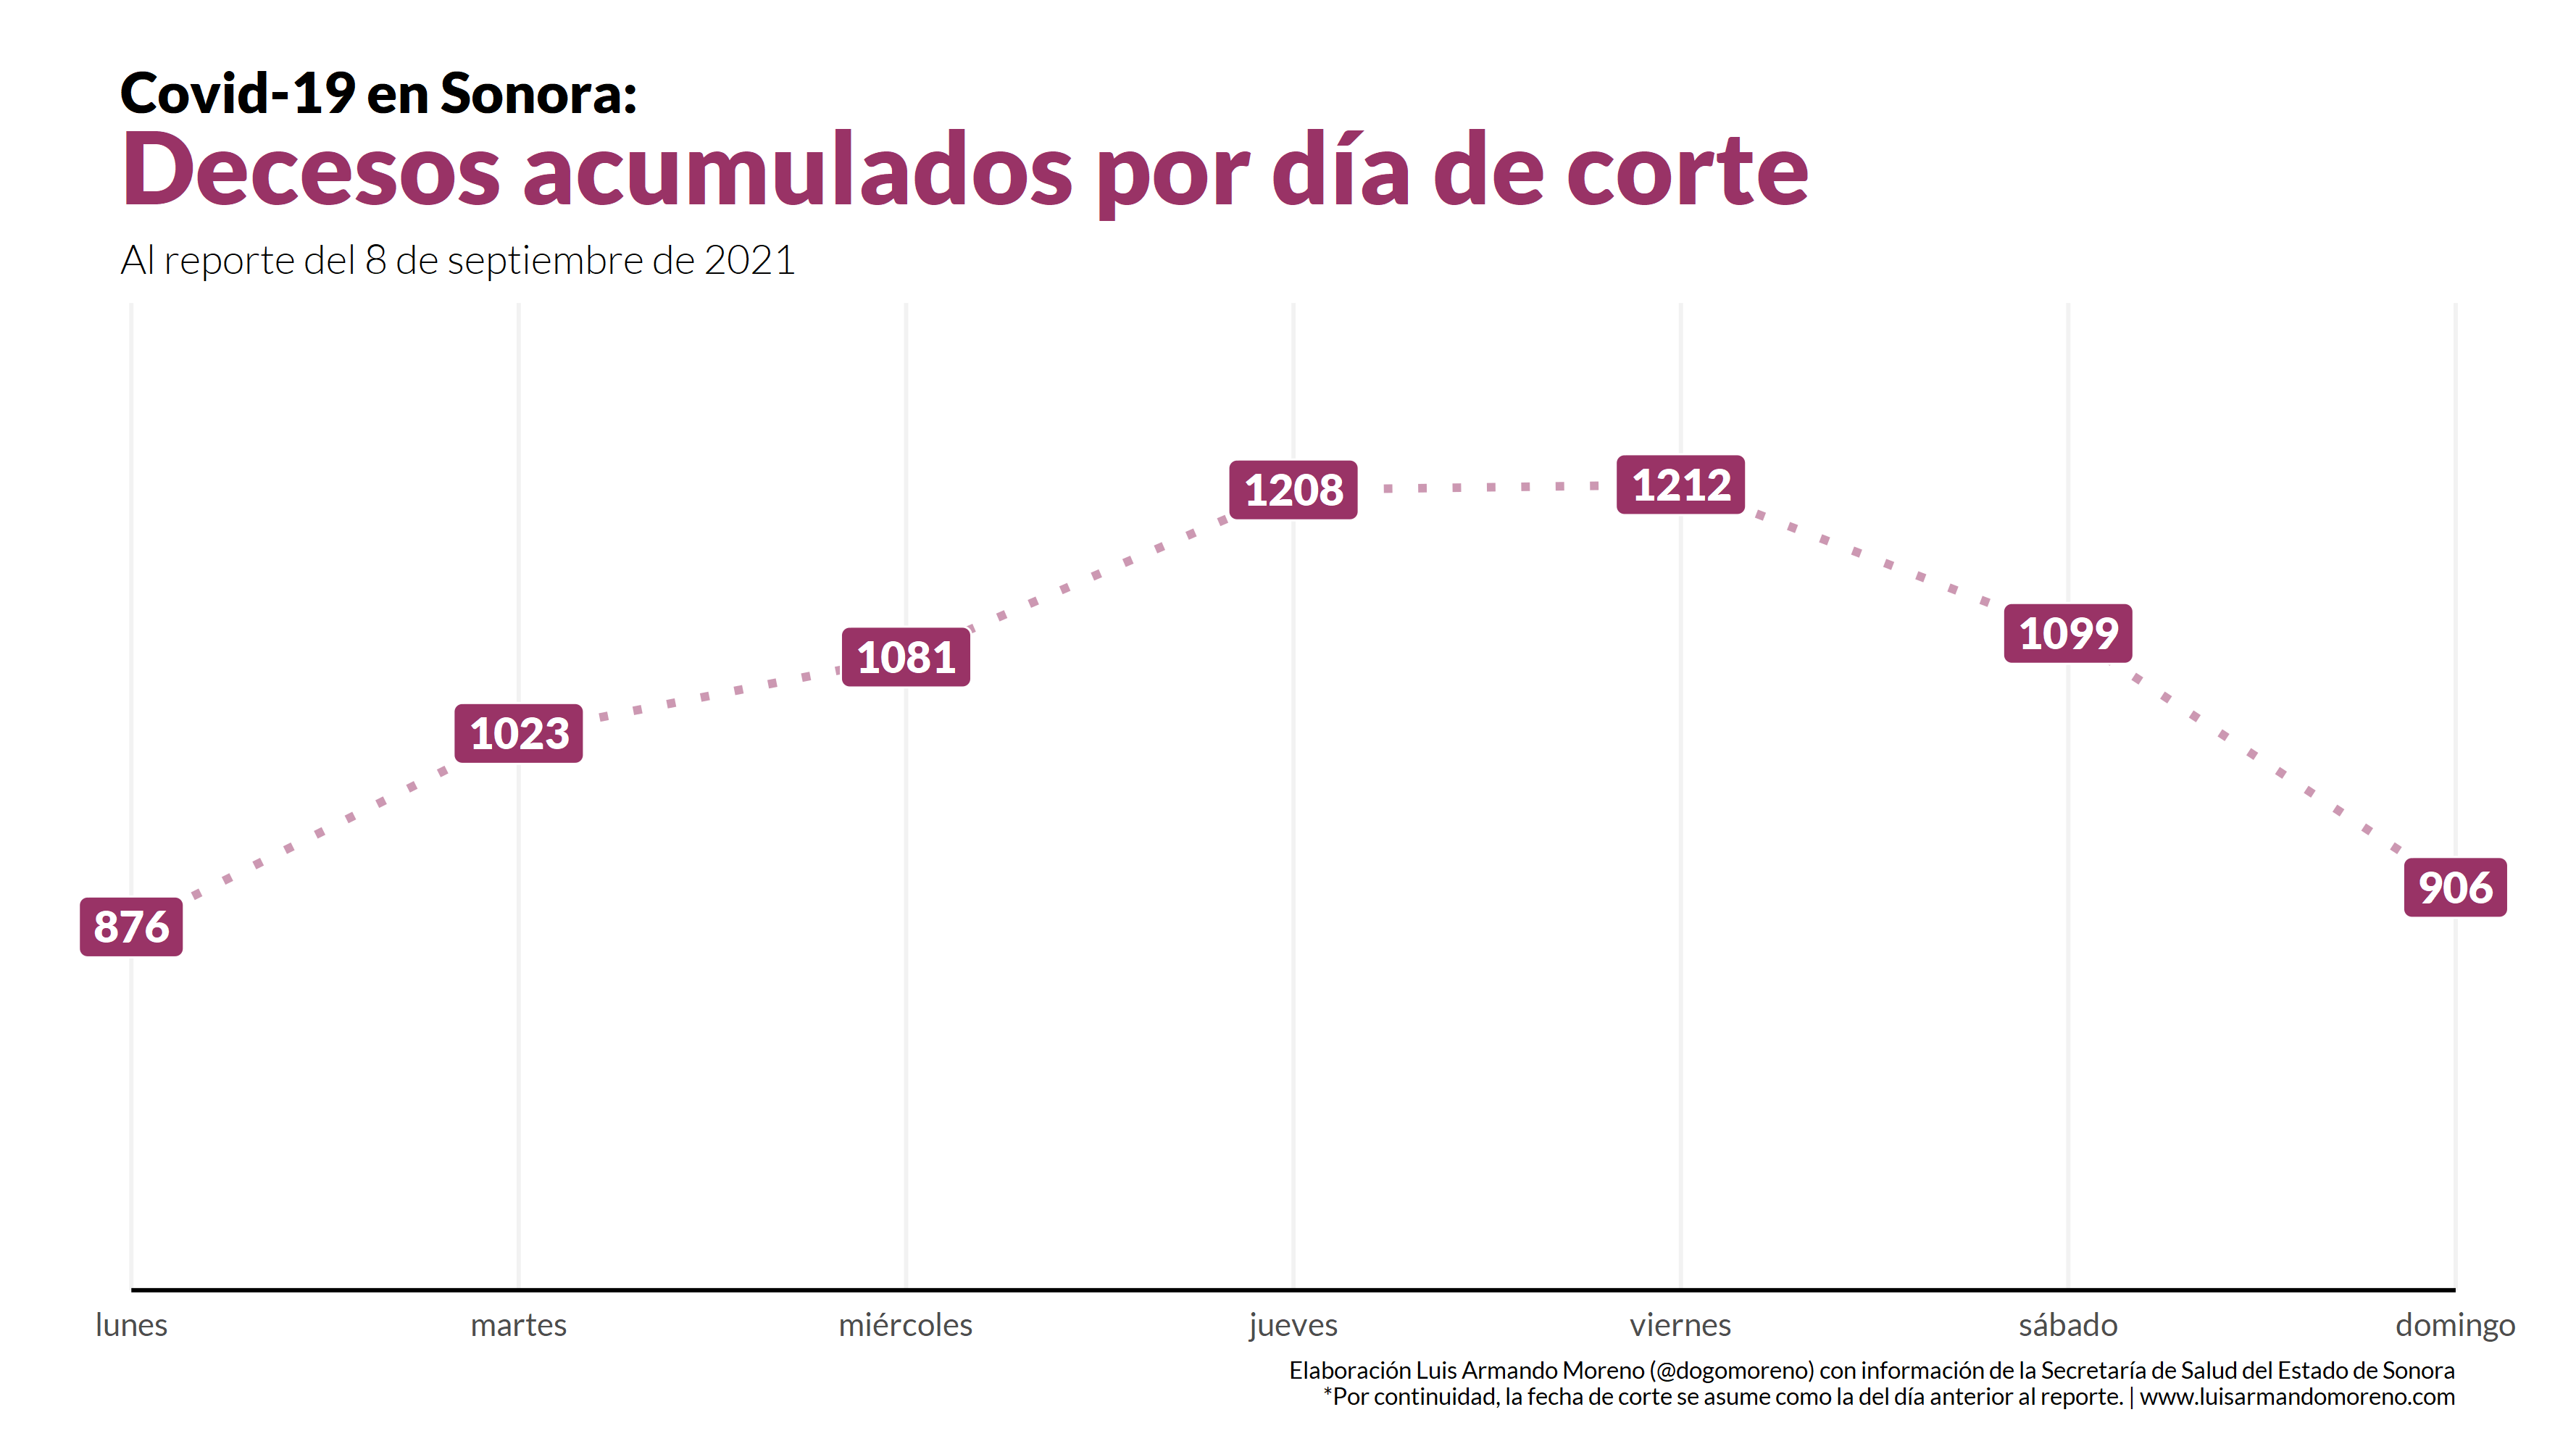 Covid-19 en Sonora:
Decesos acumulados por día de corte
Al reporte del 8 de septiembre de 2021
1212
1208
1099
1081
1023
906
876
lunes martes miércoles jueves viernes sábado domingo
Elaboración Luis Armando Moreno (@dogomoreno) con información de la Secretaría de Salud del Estado de Sonora
*Por continuidad, la fecha de corte se asume como la del día anterior al reporte. | www.luisarmandomoreno.com